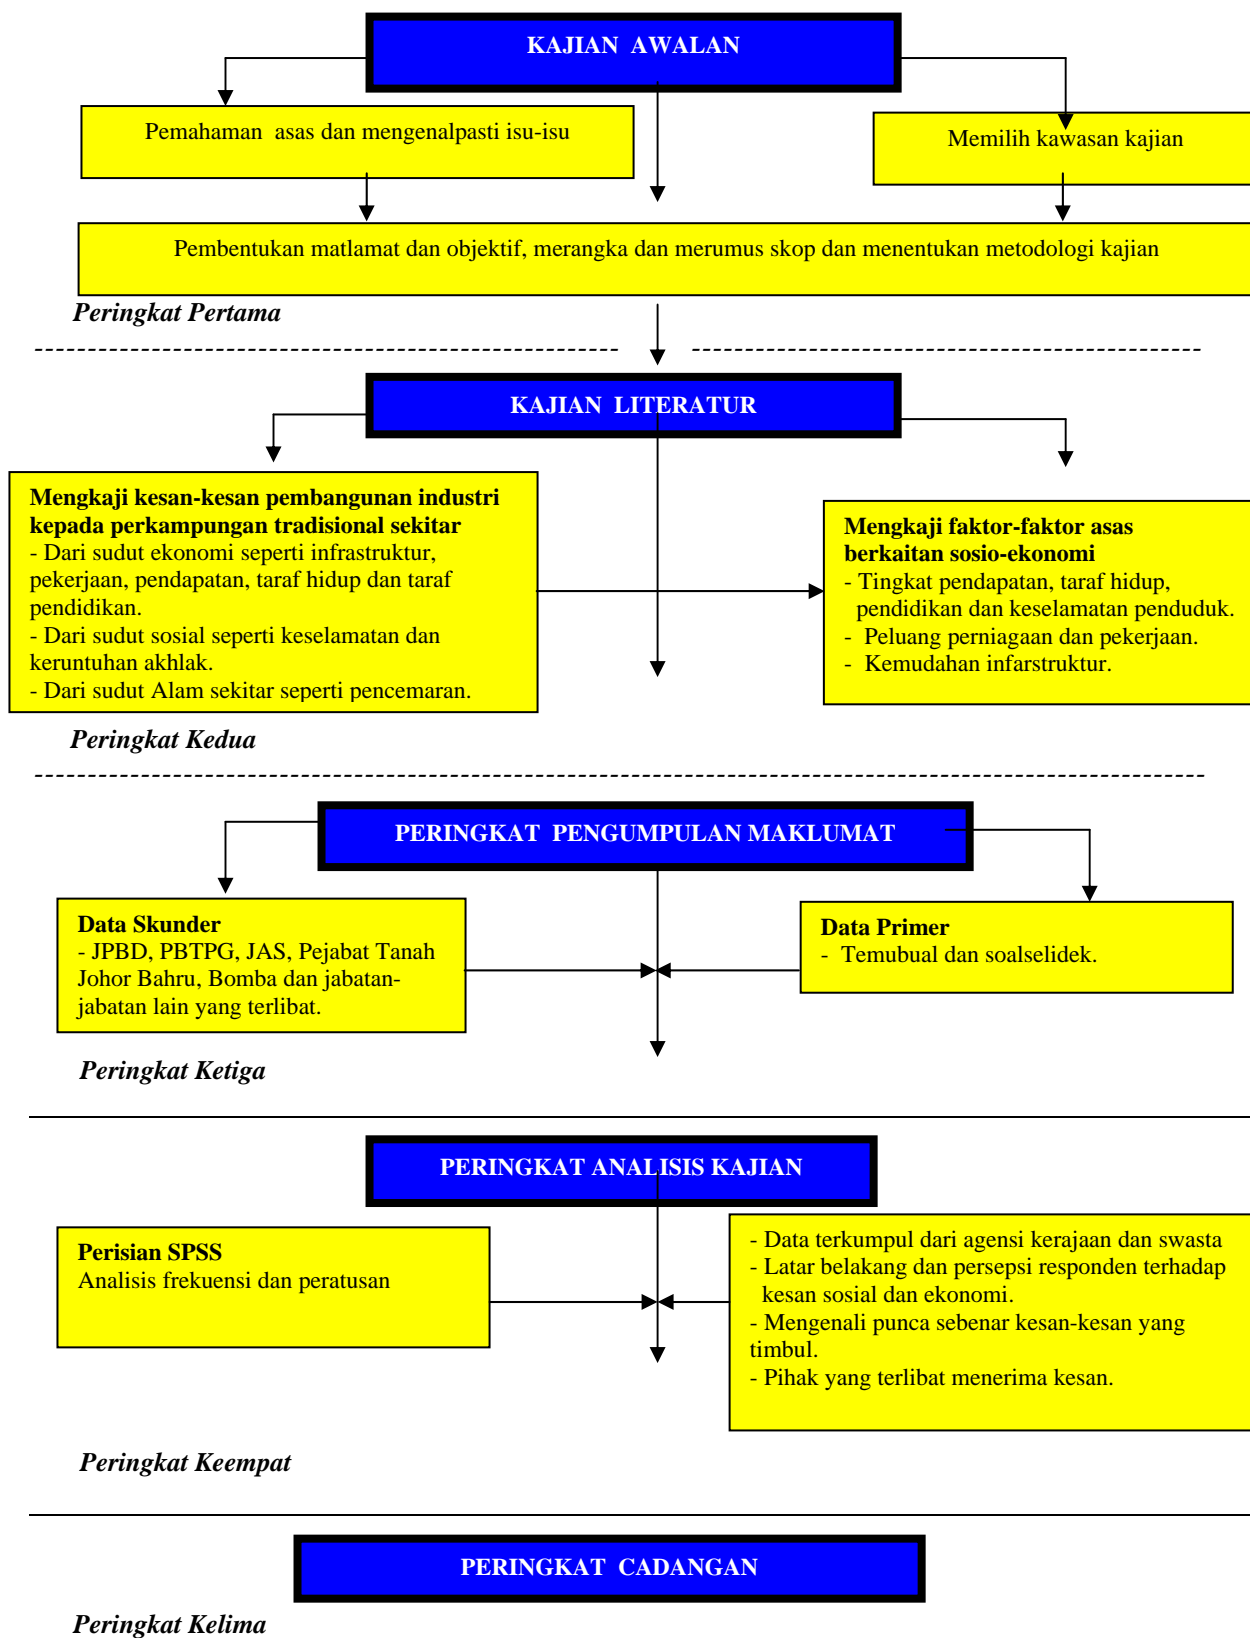 KAJIAN AWALAN
Pemahaman asas dan mengenalpasti isu-isu
Memilih kawasan kajian
Pembentukan matlamat dan objektif, merangka dan merumus skop dan menentukan metodologi kajian
Peringkat Pertama
KAJIAN LITERATUR
Mengkaji kesan-kesan pembangunan industri
kepada perkampungan tradisional sekitar
- Dari sudut ekonomi seperti infrastruktur,
pekerjaan, pendapatan, taraf hidup dan taraf
pendidikan.
- Dari sudut sosial seperti keselamatan dan
keruntuhan akhlak.
- Dari sudut Alam sekitar seperti pencemaran.
Mengkaji faktor-faktor asas
berkaitan sosio-ekonomi
- Tingkat pendapatan, taraf hidup,
pendidikan dan keselamatan penduduk.
- Peluang perniagaan dan pekerjaan.
- Kemudahan infarstruktur.
Peringkat Kedua
PERINGKAT PENGUMPULAN MAKLUMAT
Data Skunder
- JPBD, PBTPG, JAS, Pejabat Tanah
Johor Bahru, Bomba dan jabatan-
jabatan lain yang terlibat.
Data Primer
- Temubual dan soalselidek.
Peringkat Ketiga
PERINGKAT ANALISIS KAJIAN
Perisian SPSS
Analisis frekuensi dan peratusan
- Data terkumpul dari agensi kerajaan dan swasta
- Latar belakang dan persepsi responden terhadap
kesan sosial dan ekonomi.
- Mengenali punca sebenar kesan-kesan yang
timbul.
- Pihak yang terlibat menerima kesan.
Peringkat Keempat
PERINGKAT CADANGAN
Peringkat Kelima